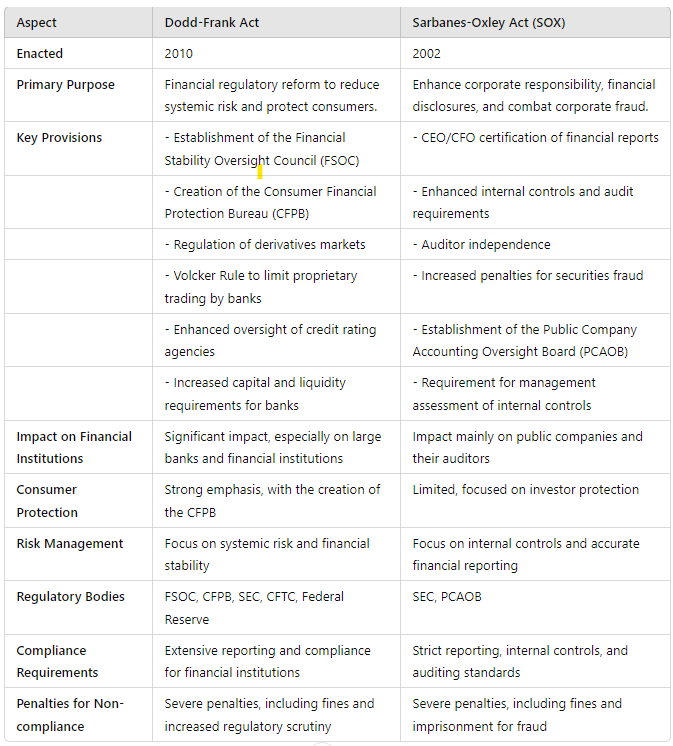 Aspect Dodd-Frank Act Sarbanes-Oxley Act (SOX)
Enacted 2010 2002
Primary Purpose Financial regulatory reform to reduce Enhance corporate responsibility, financial
systemic risk and protect consumers. disclosures, and combat corporate fraud.
Key Provisions - Establishment of the Financial - CEO/CFO certification of financial reports
Stability Oversight Council (FSOC)
- Creation of the Consumer Financial - Enhanced internal controls and audit
Protection Bureau (CFPB) requirements
- Regulation of derivatives markets - Auditor independence
- Volcker Rule to limit proprietary - Increased penalties for securities fraud
trading by banks
- Enhanced oversight of credit rating - Establishment of the Public Company
agencies Accounting Oversight Board (PCAOB)
- Increased capital and liquidity - Requirement for management
requirements for banks assessment of internal controls
Impact on Financial Significant impact, especially on large Impact mainly on public companies and
Institutions banks and financial institutions their auditors
Consumer Strong emphasis, with the creation of Limited, focused on investor protection
Protection the CFPB
Risk Management Focus on systemic risk and financial Focus on internal controls and accurate
stability financial reporting
Regulatory Bodies FSOC, CFPB, SEC, CFTC, Federal SEC, PCAOB
Reserve
Compliance Extensive reporting and compliance Strict reporting, internal controls, and
Requirements for financial institutions auditing standards
Penalties for Non- Severe penalties, including fines and Severe penalties, including fines and
compliance increased regulatory scrutiny imprisonment for fraud